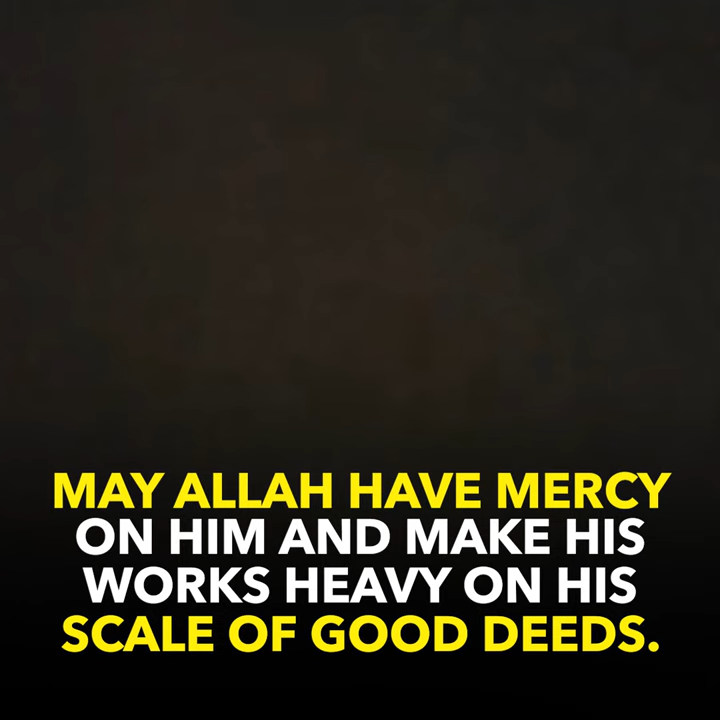 MAY ALLAH HAVE MERCY
ON HIM AND MAKE HIS
WORKS HEAVY ON HIS
SCALE OF GOOD DEEDS.